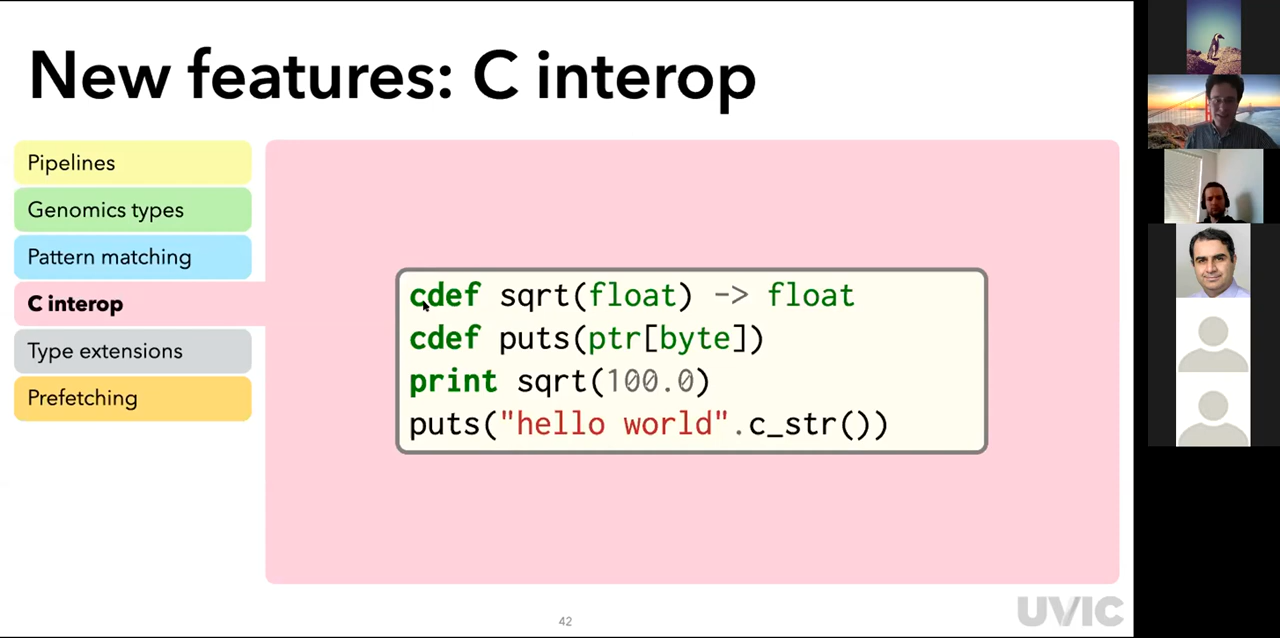 New features: C interop
Pipelines
Genomics types
Pattern matching
C interop
Type extensions
Prefetching
cdef sqrt(float) -> float
cdef puts(ptr[byte])
print sqrt(100.0)
puts("hello world".c_str())
42
UVIC